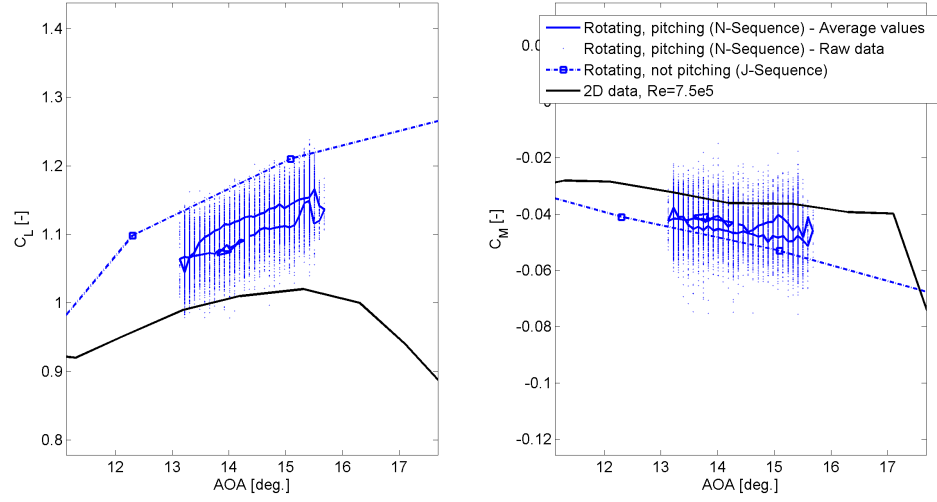 1.4
1.3
1.2
1.1
1
0.9
0.8
C_L [-]
12 13 14 15 16 17
AOA [deg.]
Rotating, pitching (N-Sequence) - Average values
Rotating, pitching (N-Sequence) - Raw data
Rotating, not pitching (J-Sequence)
2D data, Re=7.5e5
-0.02
-0.04
-0.06
-0.08
-0.1
-0.12
C_M [-]
12 13 14 15 16 17
AOA [deg.]